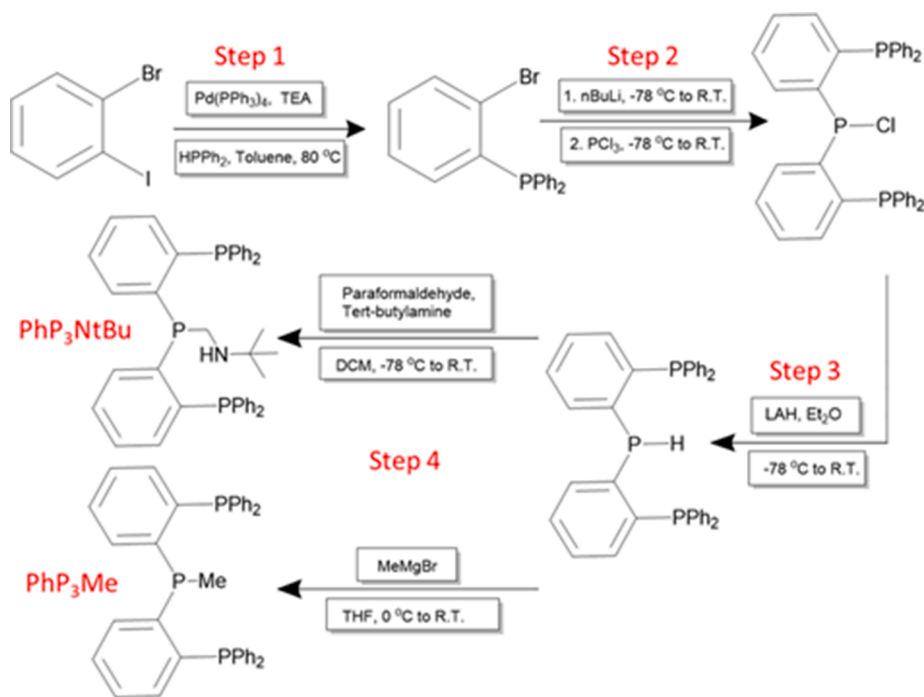 Step 1
Br
I
Pd(PPh3)4, TEA
HPPh2, Toluene, 80 °C
Br
PPh2
Step 2
1. nBuLi, -78 °C to R.T.
2. PCl3, -78 °C to R.T.
PPh2
P Cl
PPh2
Step 3
LAH, Et2O
-78 °C to R.T.
PPh2
P H
PPh2
Step 4
Paraformaldehyde,
Tert-butylamine
DCM, -78 °C to R.T.
PPh2
PhP3NtBu
P
HN
PPh2
MeMgBr
THF, 0 °C to R.T.
PPh2
PhP3Me
P Me
PPh2